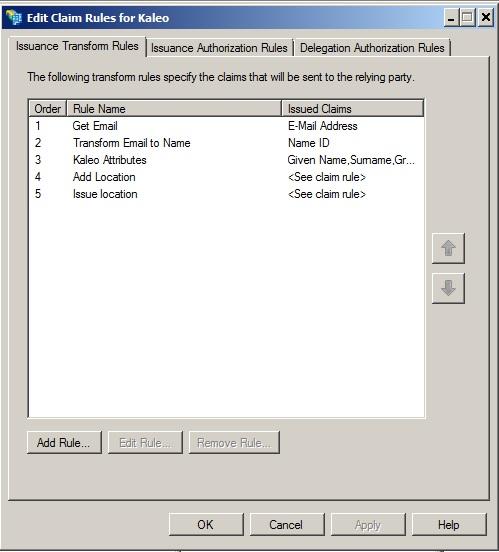 Edit Claim Rules for Kaleo
Issuance Transform Rules Issuance Authorization Rules Delegation Authorization Rules
The following transform rules specify the claims that will be sent to the relying party.
Order Rule Name Issued Claims
1 Get Email E-Mail Address
2 Transform Email to Name Name ID
3 Kaleo Attributes Given Name,Surname,Gr...
4 Add Location <See claim rule>
5 Issue location <See claim rule>
Add Rule... Edit Rule... Remove Rule...
OK Cancel Apply Help